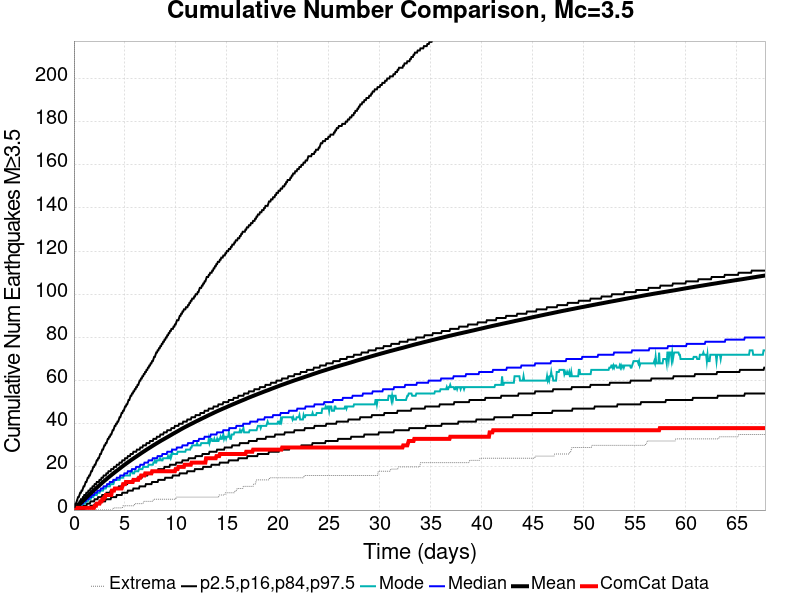 Cumulative Number Comparison, Mc=3.5
Cumulative Num Earthquakes M≥3.5
200
180
160
140
120
100
80
60
40
20
0
0 5 10 15 20 25 30 35 40 45 50 55 60 65
Time (days)
Extrema p2.5,p16,p84,p97.5 Mode Median Mean ComCat Data